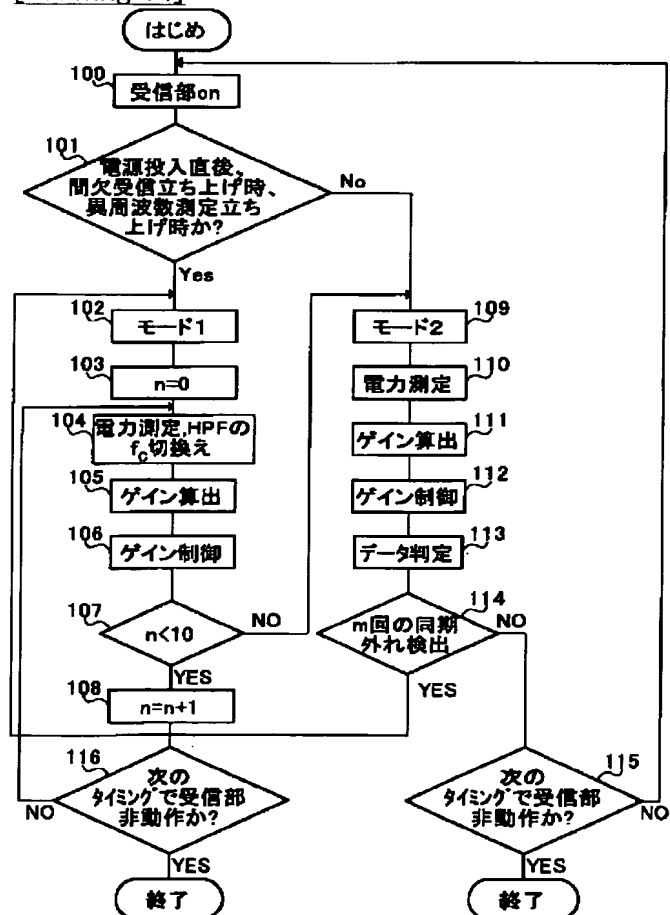 はじめ
100
受信部on
101
電源投入直後、
間欠受信立ち上げ時、
異周波数測定立ち
上げ時か?
No
Yes
102
モード1
103
n=0
104
電力測定,HPFの
fc切換え
105
ゲイン算出
106
ゲイン制御
107
n<10
NO
YES
108
n=n+1
116
次の
タイミングで受信部
非動作か?
NO
YES
終了
109
モード2
110
電力測定
111
ゲイン算出
112
ゲイン制御
113
データ判定
114
m回の同期
外れ検出
NO
YES
115
次の
タイミングで受信部
非動作か?
NO
YES
終了